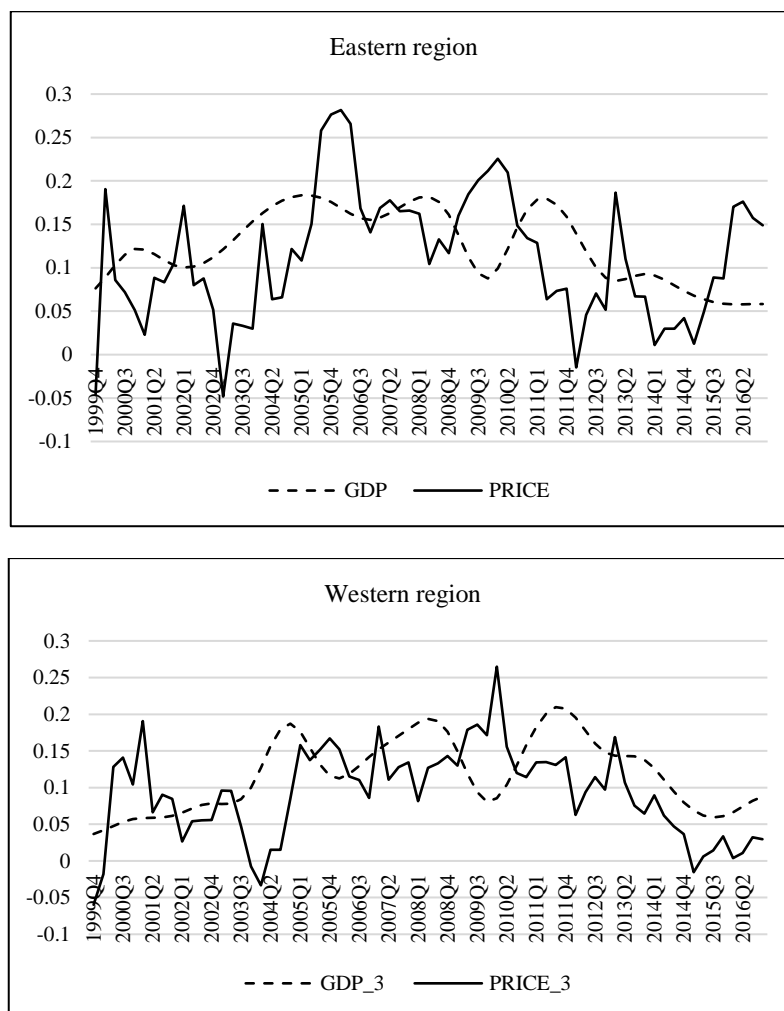 Eastern region
0.3
0.25
0.2
0.15
0.1
0.05
0
-0.05
-0.1
1999Q4
2000Q3
2001Q2
2002Q1
2002Q4
2003Q3
2004Q2
2005Q1
2005Q4
2006Q3
2007Q2
2008Q1
2008Q4
2009Q3
2010Q2
2011Q1
2011Q4
2012Q3
2013Q2
2014Q1
2014Q4
2015Q3
2016Q2
GDP PRICE
Western region
0.3
0.25
0.2
0.15
0.1
0.05
0
-0.05
-0.1
1999Q4
2000Q3
2001Q2
2002Q1
2002Q4
2003Q3
2004Q2
2005Q1
2005Q4
2006Q3
2007Q2
2008Q1
2008Q4
2009Q3
2010Q2
2011Q1
2011Q4
2012Q3
2013Q2
2014Q1
2014Q4
2015Q3
2016Q2
GDP_3 PRICE_3